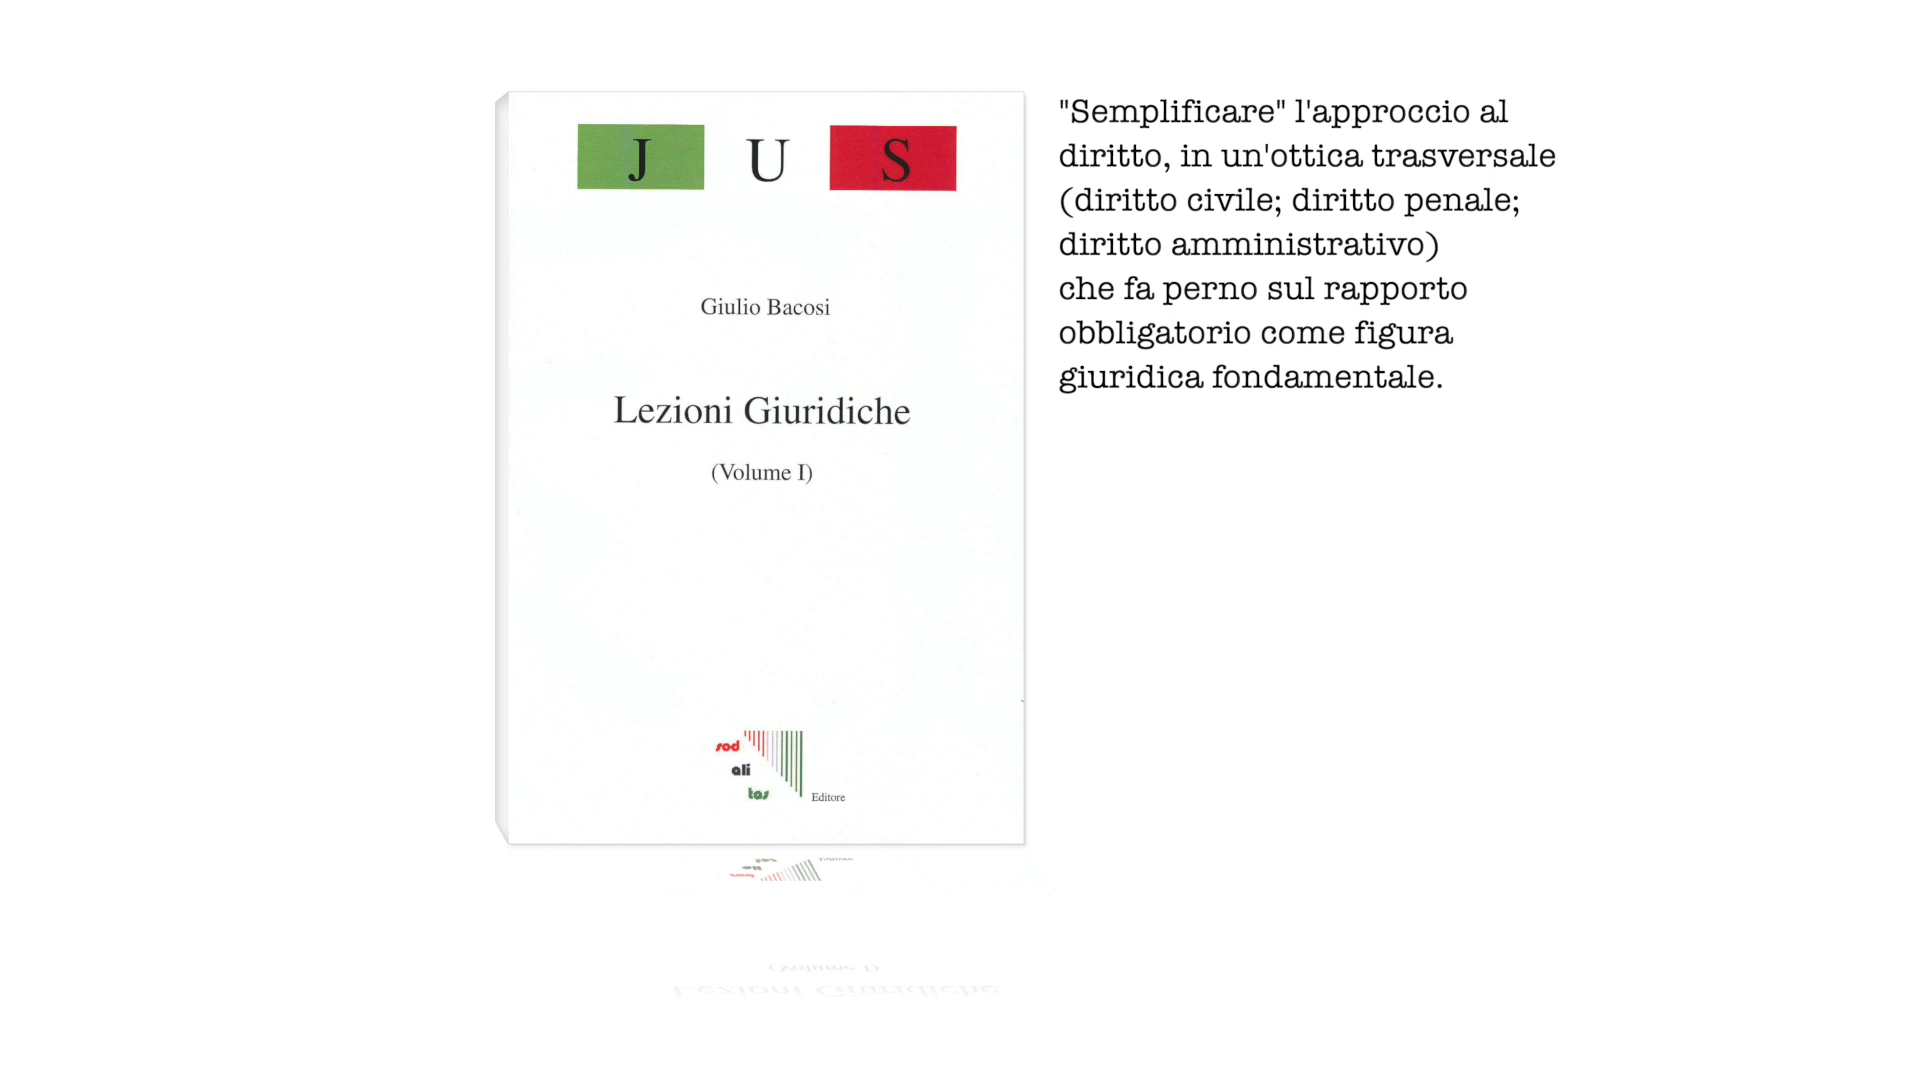 J U S
Giulio Bacosi
Lezioni Giuridiche
(Volume I)
sod
ali
tas
Editore
"Semplificare" l'approccio al
diritto, in un'ottica trasversale
(diritto civile; diritto penale;
diritto amministrativo)
che fa perno sul rapporto
obbligatorio come figura
giuridica fondamentale.